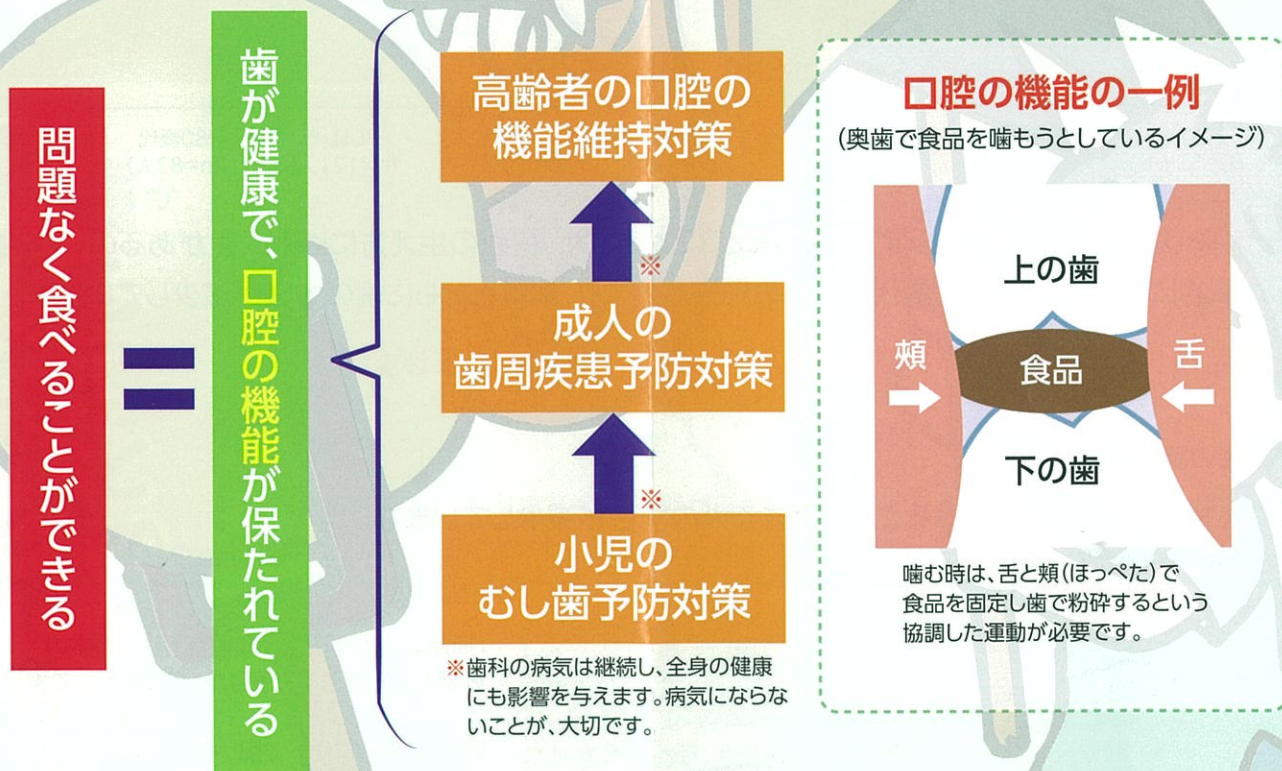 問題なく食べることができる
歯が健康で、口腔の機能が保たれている
高齢者の口腔の
機能維持対策
※
成人の
歯周疾患予防対策
※
小児の
むし歯予防対策
※歯科の病気は継続し、全身の健康
にも影響を与えます。病気にならな
いことが、大切です。
口腔の機能の一例
(奥歯で食品を噛もうとしているイメージ)
上の歯
頰
食品
舌
下の歯
噛む時は、舌と頰(ほっぺた)で
食品を固定し歯で粉砕するという
協調した運動が必要です。